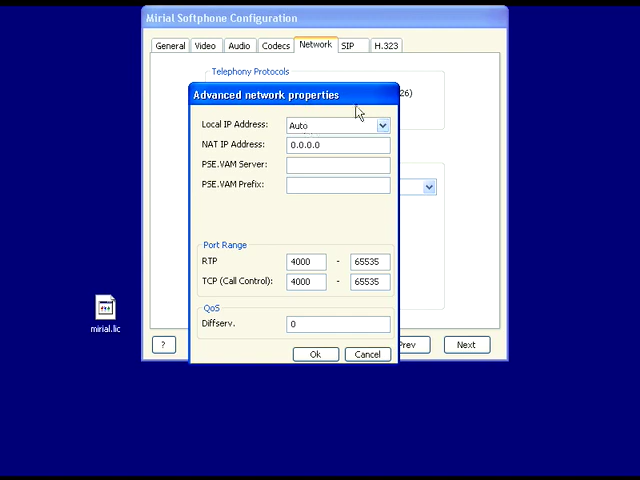 Mirial Softphone Configuration
General Video Audio Codecs Network SIP H.323
Telephony Protocols
26)
Advanced network properties
Local IP Address: Auto
NAT IP Address: 0.0.0.0
PSE.VAM Server:
PSE.VAM Prefix:
Port Range
RTP 4000 - 65535
TCP (Call Control): 4000 - 65535
QoS
Diffserv. 0
Ok Cancel
? Prev Next
mirial.lic